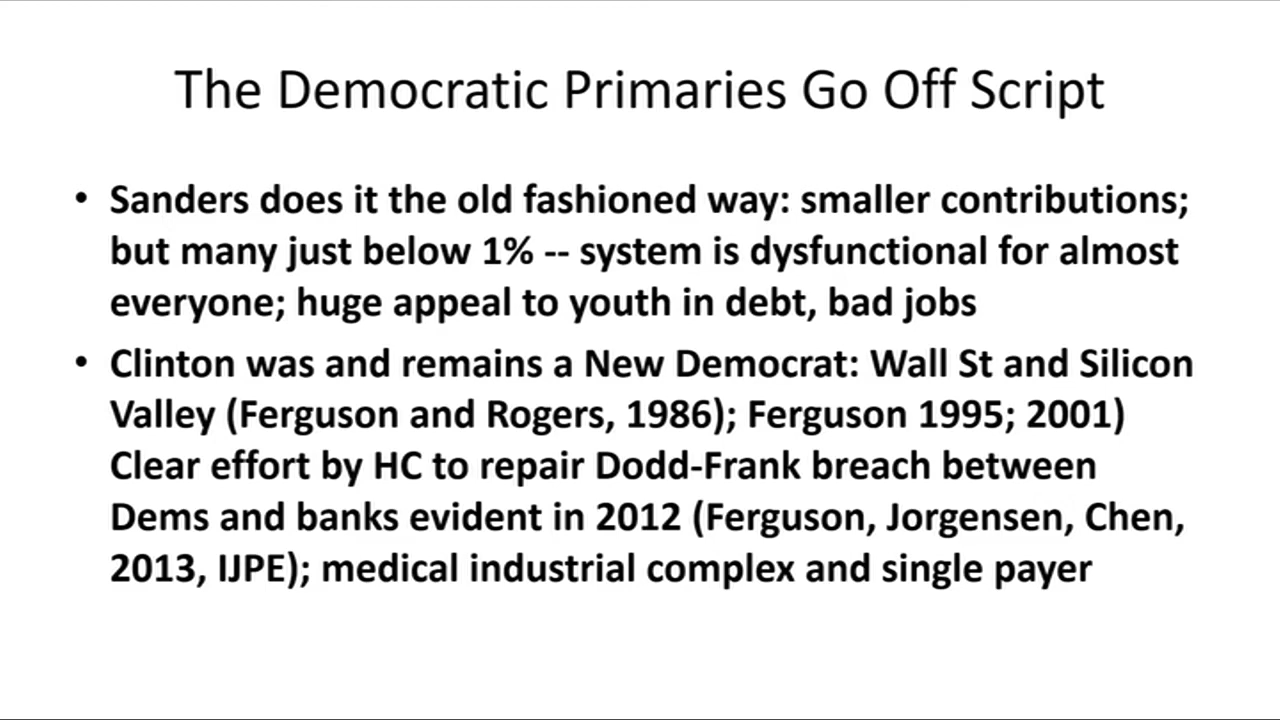 The Democratic Primaries Go Off Script
• Sanders does it the old fashioned way: smaller contributions;
but many just below 1% -- system is dysfunctional for almost
everyone; huge appeal to youth in debt, bad jobs
• Clinton was and remains a New Democrat: Wall St and Silicon
Valley (Ferguson and Rogers, 1986); Ferguson 1995; 2001)
Clear effort by HC to repair Dodd-Frank breach between
Dems and banks evident in 2012 (Ferguson, Jorgensen, Chen,
2013, IJPE); medical industrial complex and single payer